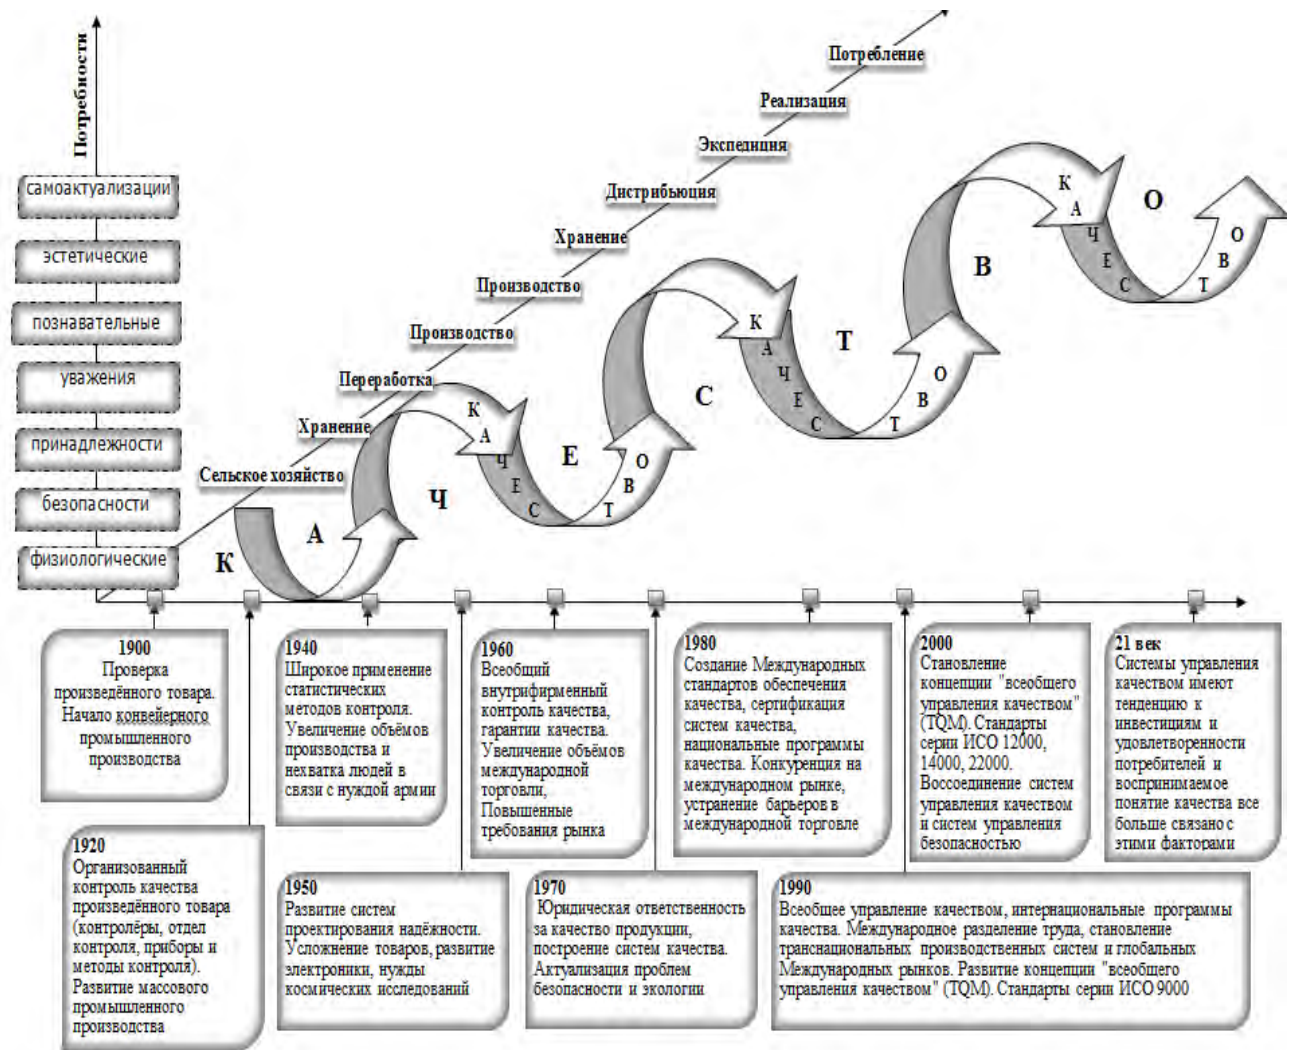 Потребности
самоактуализации
эстетические
познавательные
уважения
принадлежности
безопасности
физиологические
Потребление
Реализация
Экспедиция
Дистрибьюция
Хранение
Производство
Производство
Переработка
Хранение
Сельское хозяйство
К
А
Ч
Е
С
Т
В
О
К А Ч Е С Т В О
К А Ч Е С Т В О
К А Ч Е С Т В О
1900
Проверка
произведённого товара.
Начало конвейерного
промышленного
производства
1920
Организованный
контроль качества
произведённого товара
(контролёры, отдел
контроля, приборы и
методы контроля).
Развитие массового
промышленного
производства
1940
Широкое применение
статистических
методов контроля.
Увеличение объёмов
производства и
нехватка людей в
связи с нуждой армии
1950
Развитие систем
проектирования надёжности.
Усложнение товаров, развитие
электроники, нужды
космических исследований
1960
Всеобщий
внутрифирменный
контроль качества,
гарантии качества.
Увеличение объёмов
международной
торговли,
Повышенные
требования рынка
1970
Юридическая ответственность
за качество продукции,
построение систем качества.
Актуализация проблем
безопасности и экологии
1980
Создание Международных
стандартов обеспечения
качества, сертификация
систем качества,
национальные программы
качества. Конкуренция на
международном рынке,
устранение барьеров в
международной торговле
1990
Всеобщее управление качеством, интернациональные программы
качества. Международное разделение труда, становление
транснациональных производственных систем и глобальных
Международных рынков. Развитие концепции "всеобщего
управления качеством" (TQM). Стандарты серии ИСО 9000
2000
Становление
концепции "всеобщего
управления качеством"
(TQM). Стандарты
серии ИСО 12000,
14000, 22000.
Воссоединение систем
управления качеством
и систем управления
безопасностью
21 век
Системы управления
качеством имеют
тенденцию к
инвестициям и
удовлетворенности
потребителей и
воспринимаемое
понятие качества все
больше связано с
этими факторами